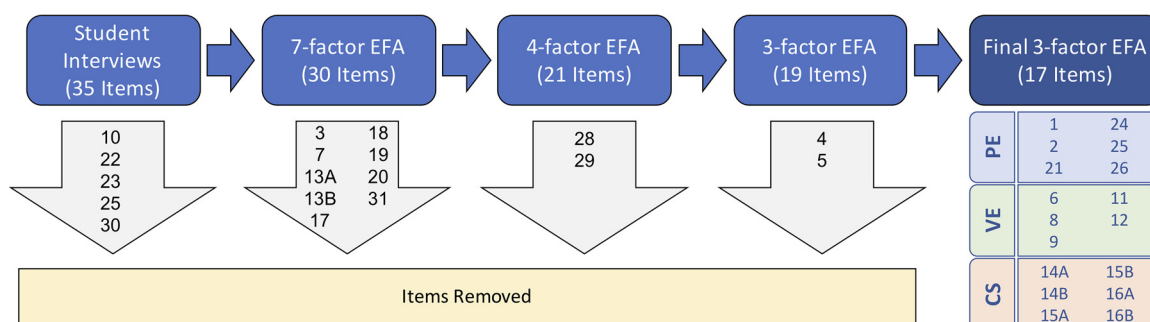 Student
Interviews
(35 Items)
7-factor EFA
(30 Items)
4-factor EFA
(21 Items)
3-factor EFA
(19 Items)
Final 3-factor EFA
(17 Items)
10
22
23
25
30
3 18
7 19
13A 20
13B 31
17
28
29
4
5
PE
1 24
2 25
21 26
VE
6 11
8 12
9
CS
14A 15B
14B 16A
15A 16B
Items Removed